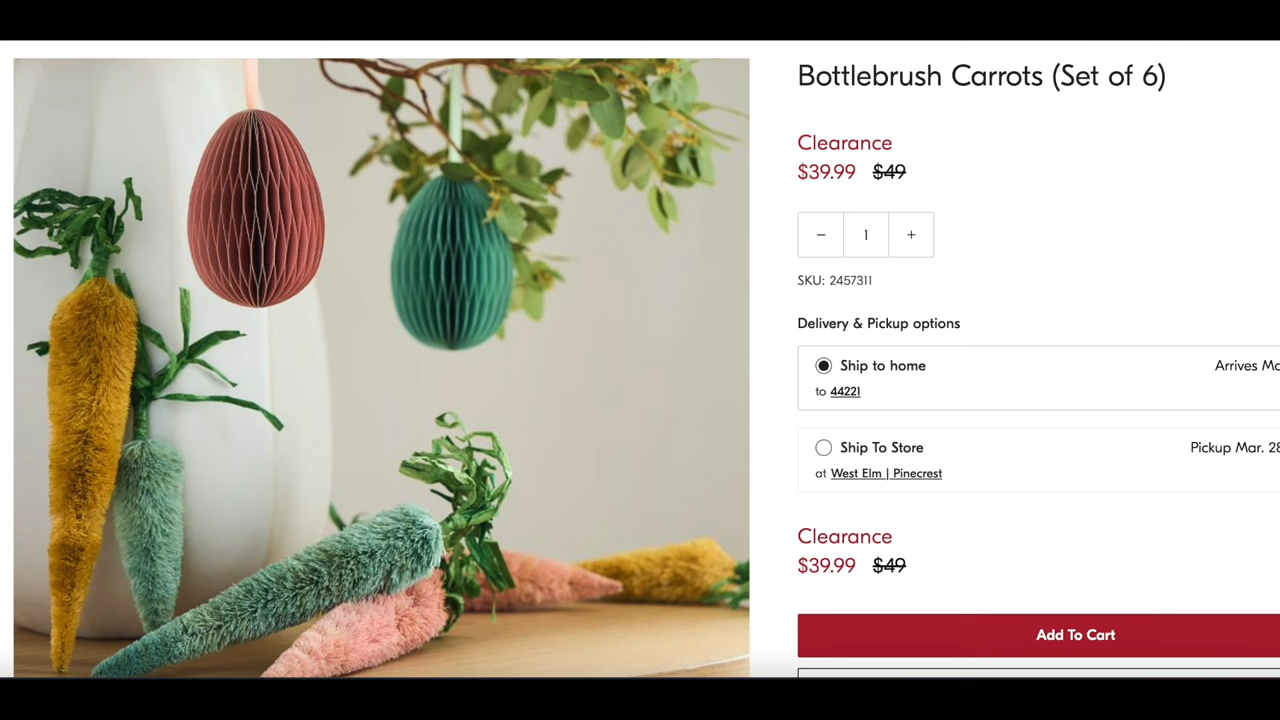 Bottlebrush Carrots (Set of 6)
Clearance
$39.99 $49
− 1 +
SKU: 2457311
Delivery & Pickup options
Ship to home Arrives
to 44221
Ship To Store Pickup Mar. 28
at West Elm | Pinecrest
Clearance
$39.99 $49
Add To Cart